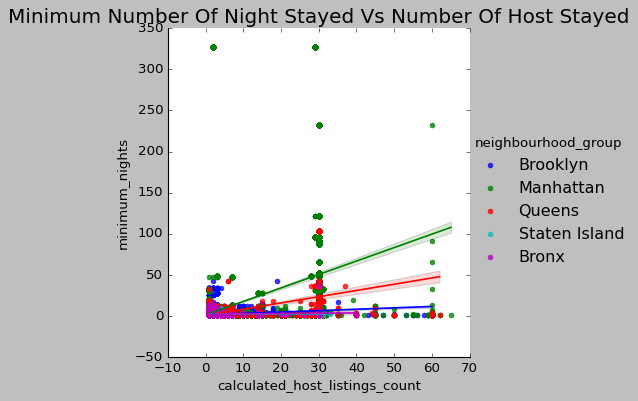 Minimum Number Of Night Stayed Vs Number Of Host Stayed
350
300
250
200
150
100
50
0
−50
minimum_nights
−10 0 10 20 30 40 50 60 70
calculated_host_listings_count
neighbourhood_group
Brooklyn
Manhattan
Queens
Staten Island
Bronx